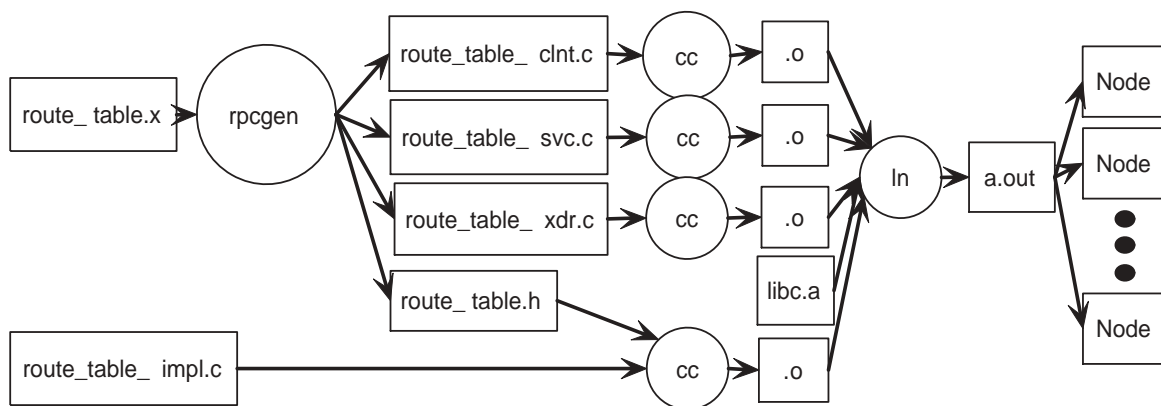 route_table_ clnt.c
cc
.o
Node
route_ table.x
rpcgen
route_table_ svc.c
cc
.o
ln
a.out
Node
route_table_ xdr.c
cc
.o
libc.a
route_ table.h
Node
route_table_ impl.c
cc
.o